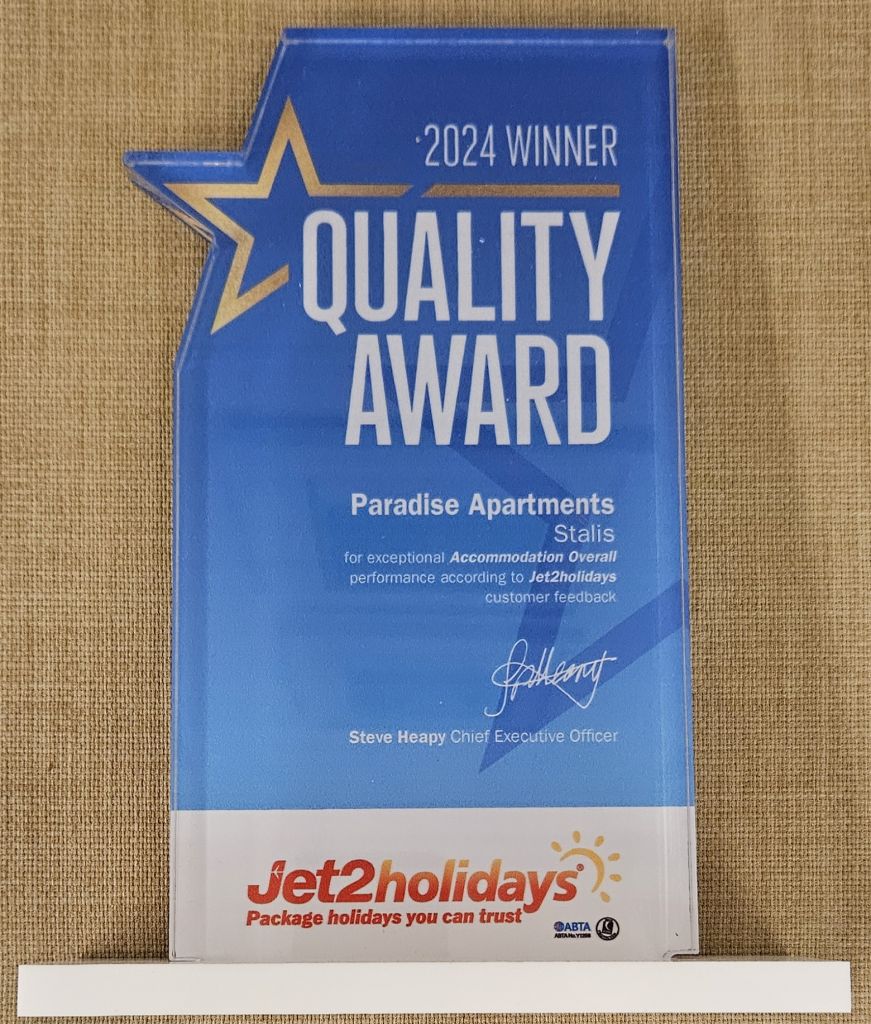 2024 WINNER
QUALITY
AWARD
Paradise Apartments
Stalis
for exceptional Accommodation Overall
performance according to Jet2holidays
customer feedback
Steve Heapy Chief Executive Officer
Jet2holidays®
Package holidays you can trust
ABTA